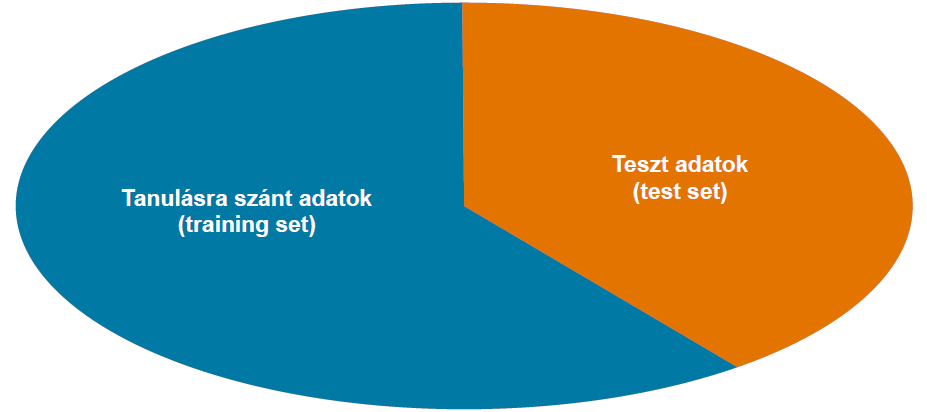 Tanulásra szánt adatok
(training set)
Teszt adatok
(test set)